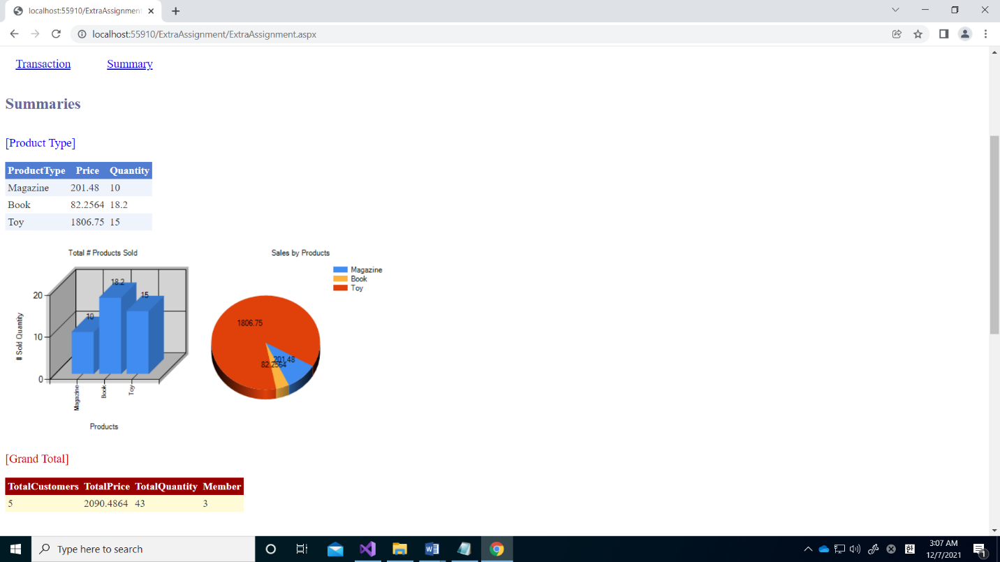 localhost:55910/ExtraAssignment
localhost:55910/ExtraAssignment/ExtraAssignment.aspx
Transaction Summary
Summaries
[Product Type]
ProductType Price Quantity
Magazine 201.48 10
Book 82.2564 18.2
Toy 1806.75 15
Total # Products Sold
20
10
0
# Sold Quantity
10
18.2
15
Magazine
Book
Toy
Products
Sales by Products
Magazine
Book
Toy
1806.75
201.48
82.2564
[Grand Total]
TotalCustomers TotalPrice TotalQuantity Member
5 2090.4864 43 3
Type here to search
한
3:07 AM
12/7/2021
1